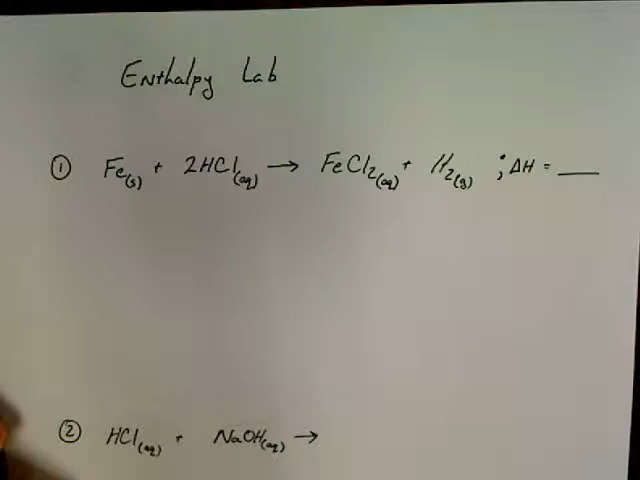 Enthalpy Lab
① Fe(s) + 2HCl(aq) → FeCl₂(aq) + H₂(g) ; ΔH = ___
② HCl(aq) + NaOH(aq) →